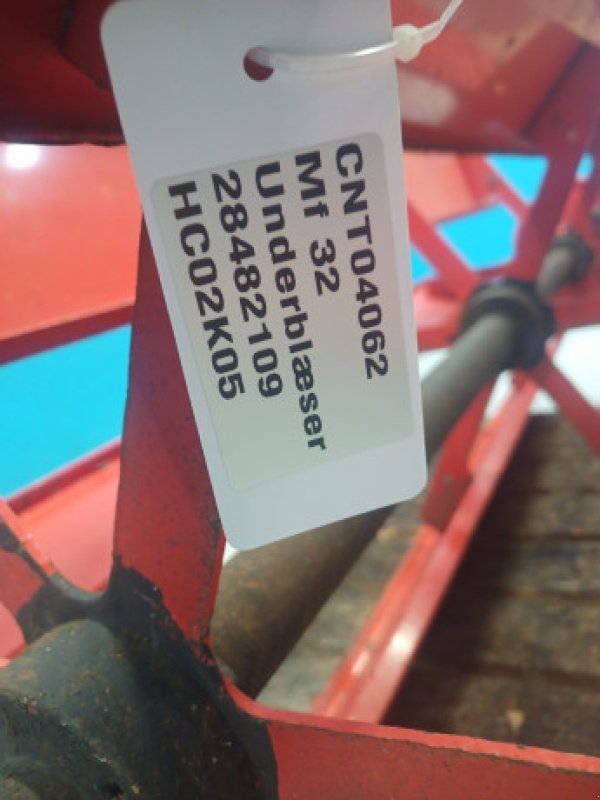 CNT04062
Mf 32
Underblæser
28482109
HC02K05